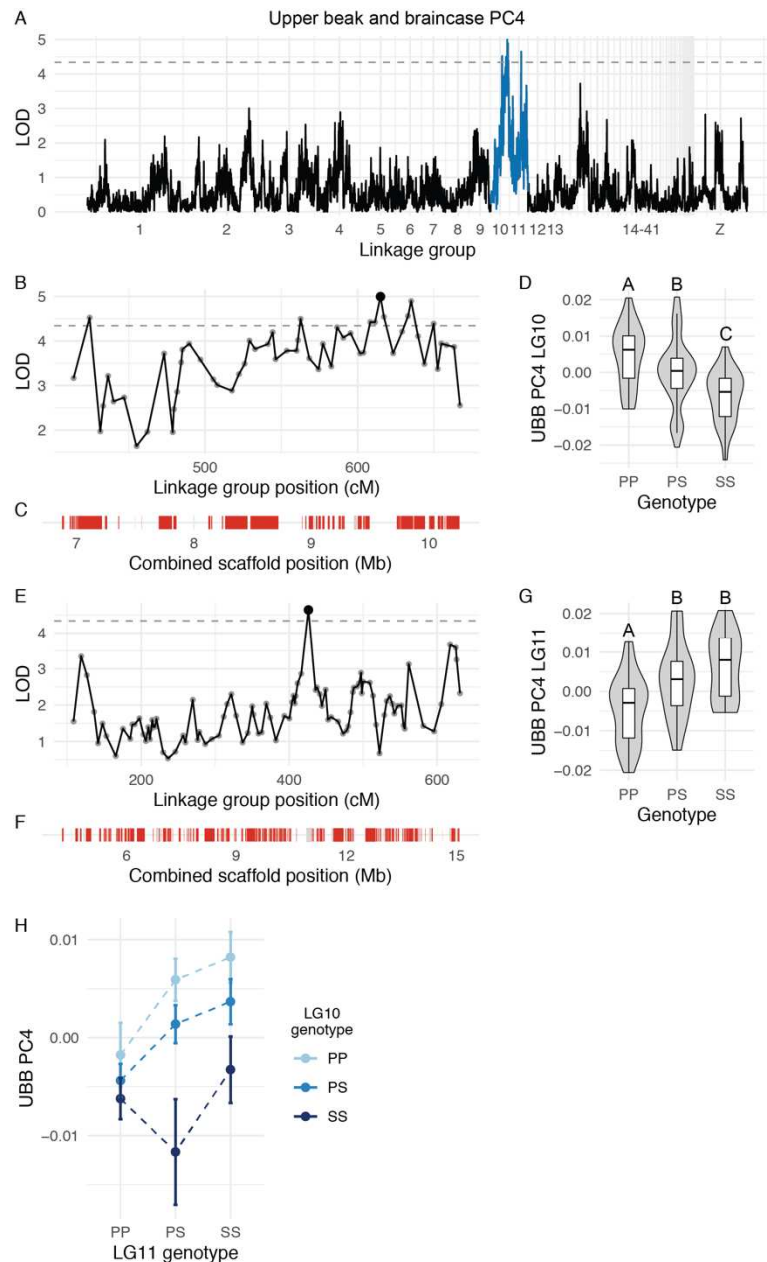 A
Upper beak and braincase PC4
5
4
3
2
1
0
LOD
1 2 3 4 5 6 7 8 9 10 11 12 13 14-41 Z
Linkage group
B
5
4
3
2
LOD
500 600
Linkage group position (cM)
C
7 8 9 10
Combined scaffold position (Mb)
D
A B C
0.02
0.01
0.00
−0.01
−0.02
UBB PC4 LG10
PP PS SS
Genotype
E
4
3
2
1
LOD
200 400 600
Linkage group position (cM)
F
6 9 12 15
Combined scaffold position (Mb)
G
A B B
0.02
0.01
0.00
−0.01
−0.02
UBB PC4 LG11
PP PS SS
Genotype
H
0.01
0.00
−0.01
UBB PC4
PP PS SS
LG11 genotype
LG10
genotype
PP
PS
SS